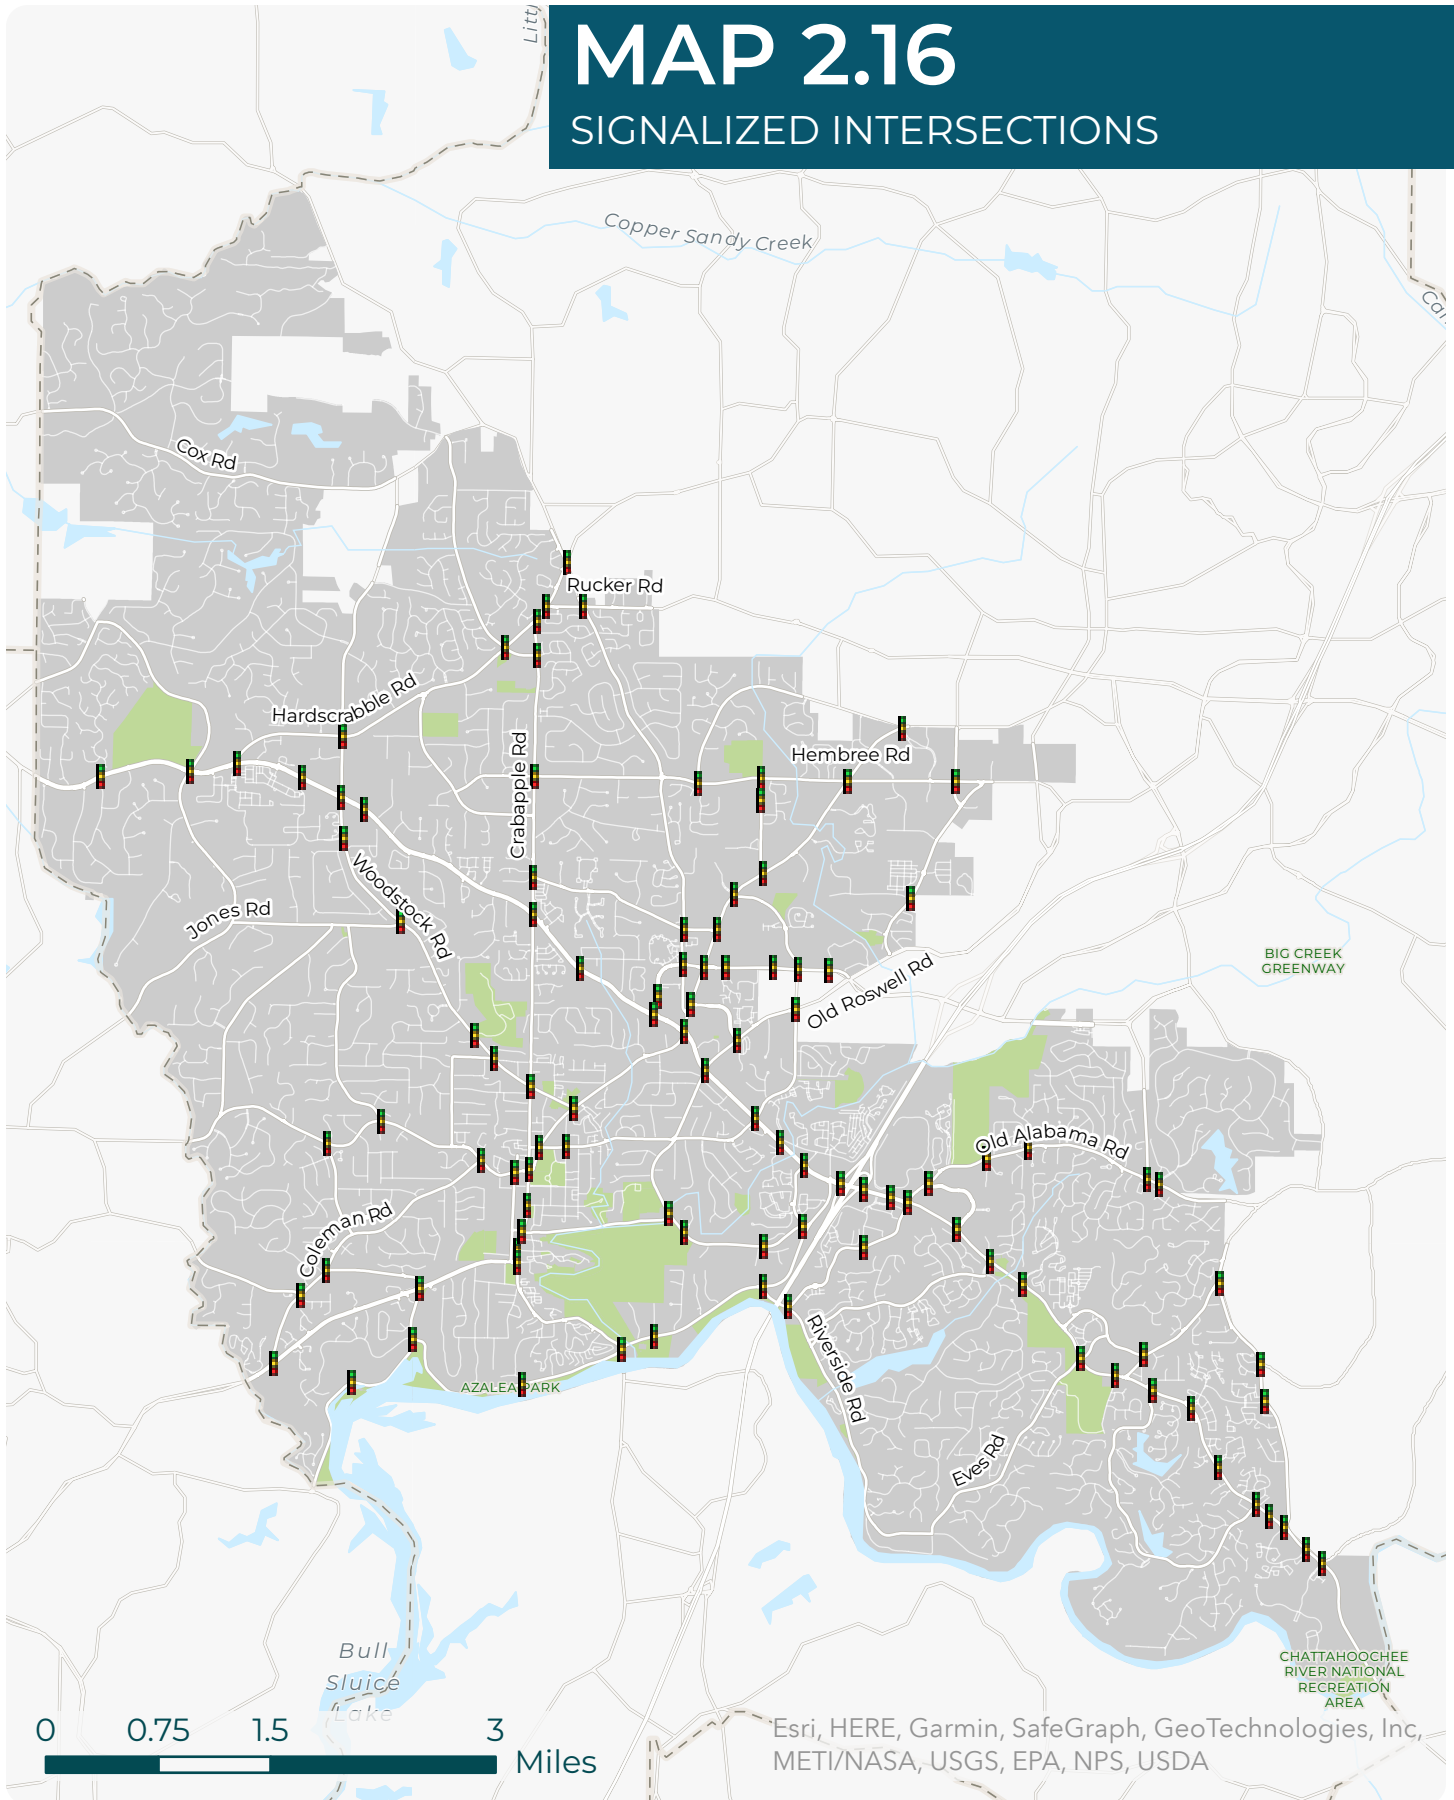 MAP 2.16
SIGNALIZED INTERSECTIONS
Copper Sandy Creek
Cox Rd
Rucker Rd
Hardscrabble Rd
Hembree Rd
Crabapple Rd
Woodstock Rd
Jones Rd
Old Roswell Rd
BIG CREEK
GREENWAY
Old Alabama Rd
Coleman Rd
Riverside Rd
AZALEA PARK
Eves Rd
Bull
Sluice
Lake
CHATTAHOOCHEE
RIVER NATIONAL
RECREATION
AREA
0 0.75 1.5 3
Miles
Esri, HERE, Garmin, SafeGraph, GeoTechnologies, Inc,
METI/NASA, USGS, EPA, NPS, USDA